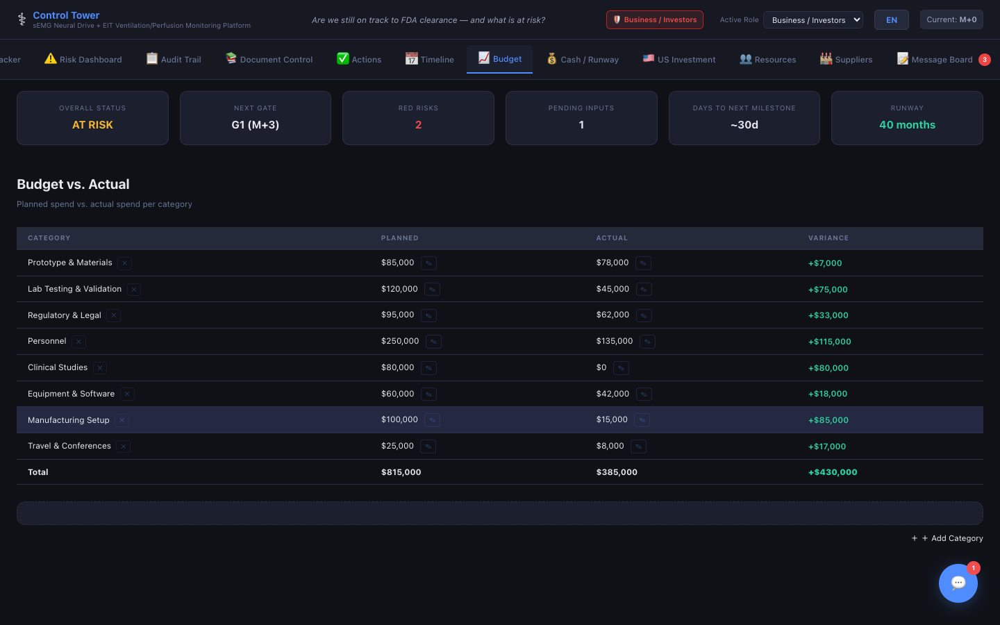 Control Tower
sEMG Neural Drive + EIT Ventilation/Perfusion Monitoring Platform
Are we still on track to FDA clearance — and what is at risk?
Business / Investors
Active Role
Business / Investors
EN
Current: M+0
acker
Risk Dashboard
Audit Trail
Document Control
Actions
Timeline
Budget
Cash / Runway
US Investment
Resources
Suppliers
Message Board
3
OVERALL STATUS
AT RISK
NEXT GATE
G1 (M+3)
RED RISKS
2
PENDING INPUTS
1
DAYS TO NEXT MILESTONE
~30d
RUNWAY
40 months
Budget vs. Actual
Planned spend vs. actual spend per category
CATEGORY PLANNED ACTUAL VARIANCE
Prototype & Materials × $85,000 ✎ $78,000 ✎ +$7,000
Lab Testing & Validation × $120,000 ✎ $45,000 ✎ +$75,000
Regulatory & Legal × $95,000 ✎ $62,000 ✎ +$33,000
Personnel × $250,000 ✎ $135,000 ✎ +$115,000
Clinical Studies × $80,000 ✎ $0 ✎ +$80,000
Equipment & Software × $60,000 ✎ $42,000 ✎ +$18,000
Manufacturing Setup × $100,000 ✎ $15,000 ✎ +$85,000
Travel & Conferences × $25,000 ✎ $8,000 ✎ +$17,000
Total $815,000 $385,000 +$430,000
+ + Add Category
1